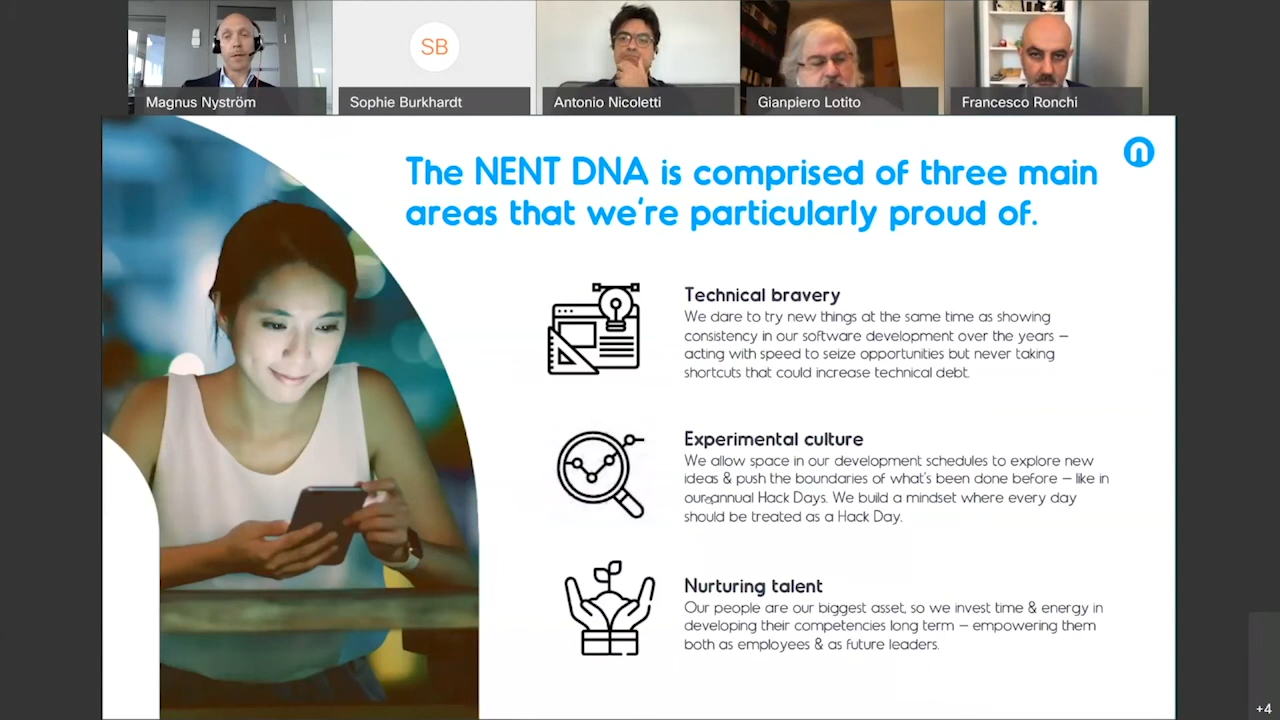 Magnus Nyström
SB
Sophie Burkhardt
Antonio Nicoletti
Gianpiero Lotito
Francesco Ronchi
The NENT DNA is comprised of three main
areas that we're particularly proud of.
n
Technical bravery
We dare to try new things at the same time as showing
consistency in our software development over the years –
acting with speed to seize opportunities but never taking
shortcuts that could increase technical debt.
Experimental culture
We allow space in our development schedules to explore new
ideas & push the boundaries of what's been done before – like in
our annual Hack Days. We build a mindset where every day
should be treated as a Hack Day.
Nurturing talent
Our people are our biggest asset, so we invest time & energy in
developing their competencies long term – empowering them
both as employees & as future leaders.
+4